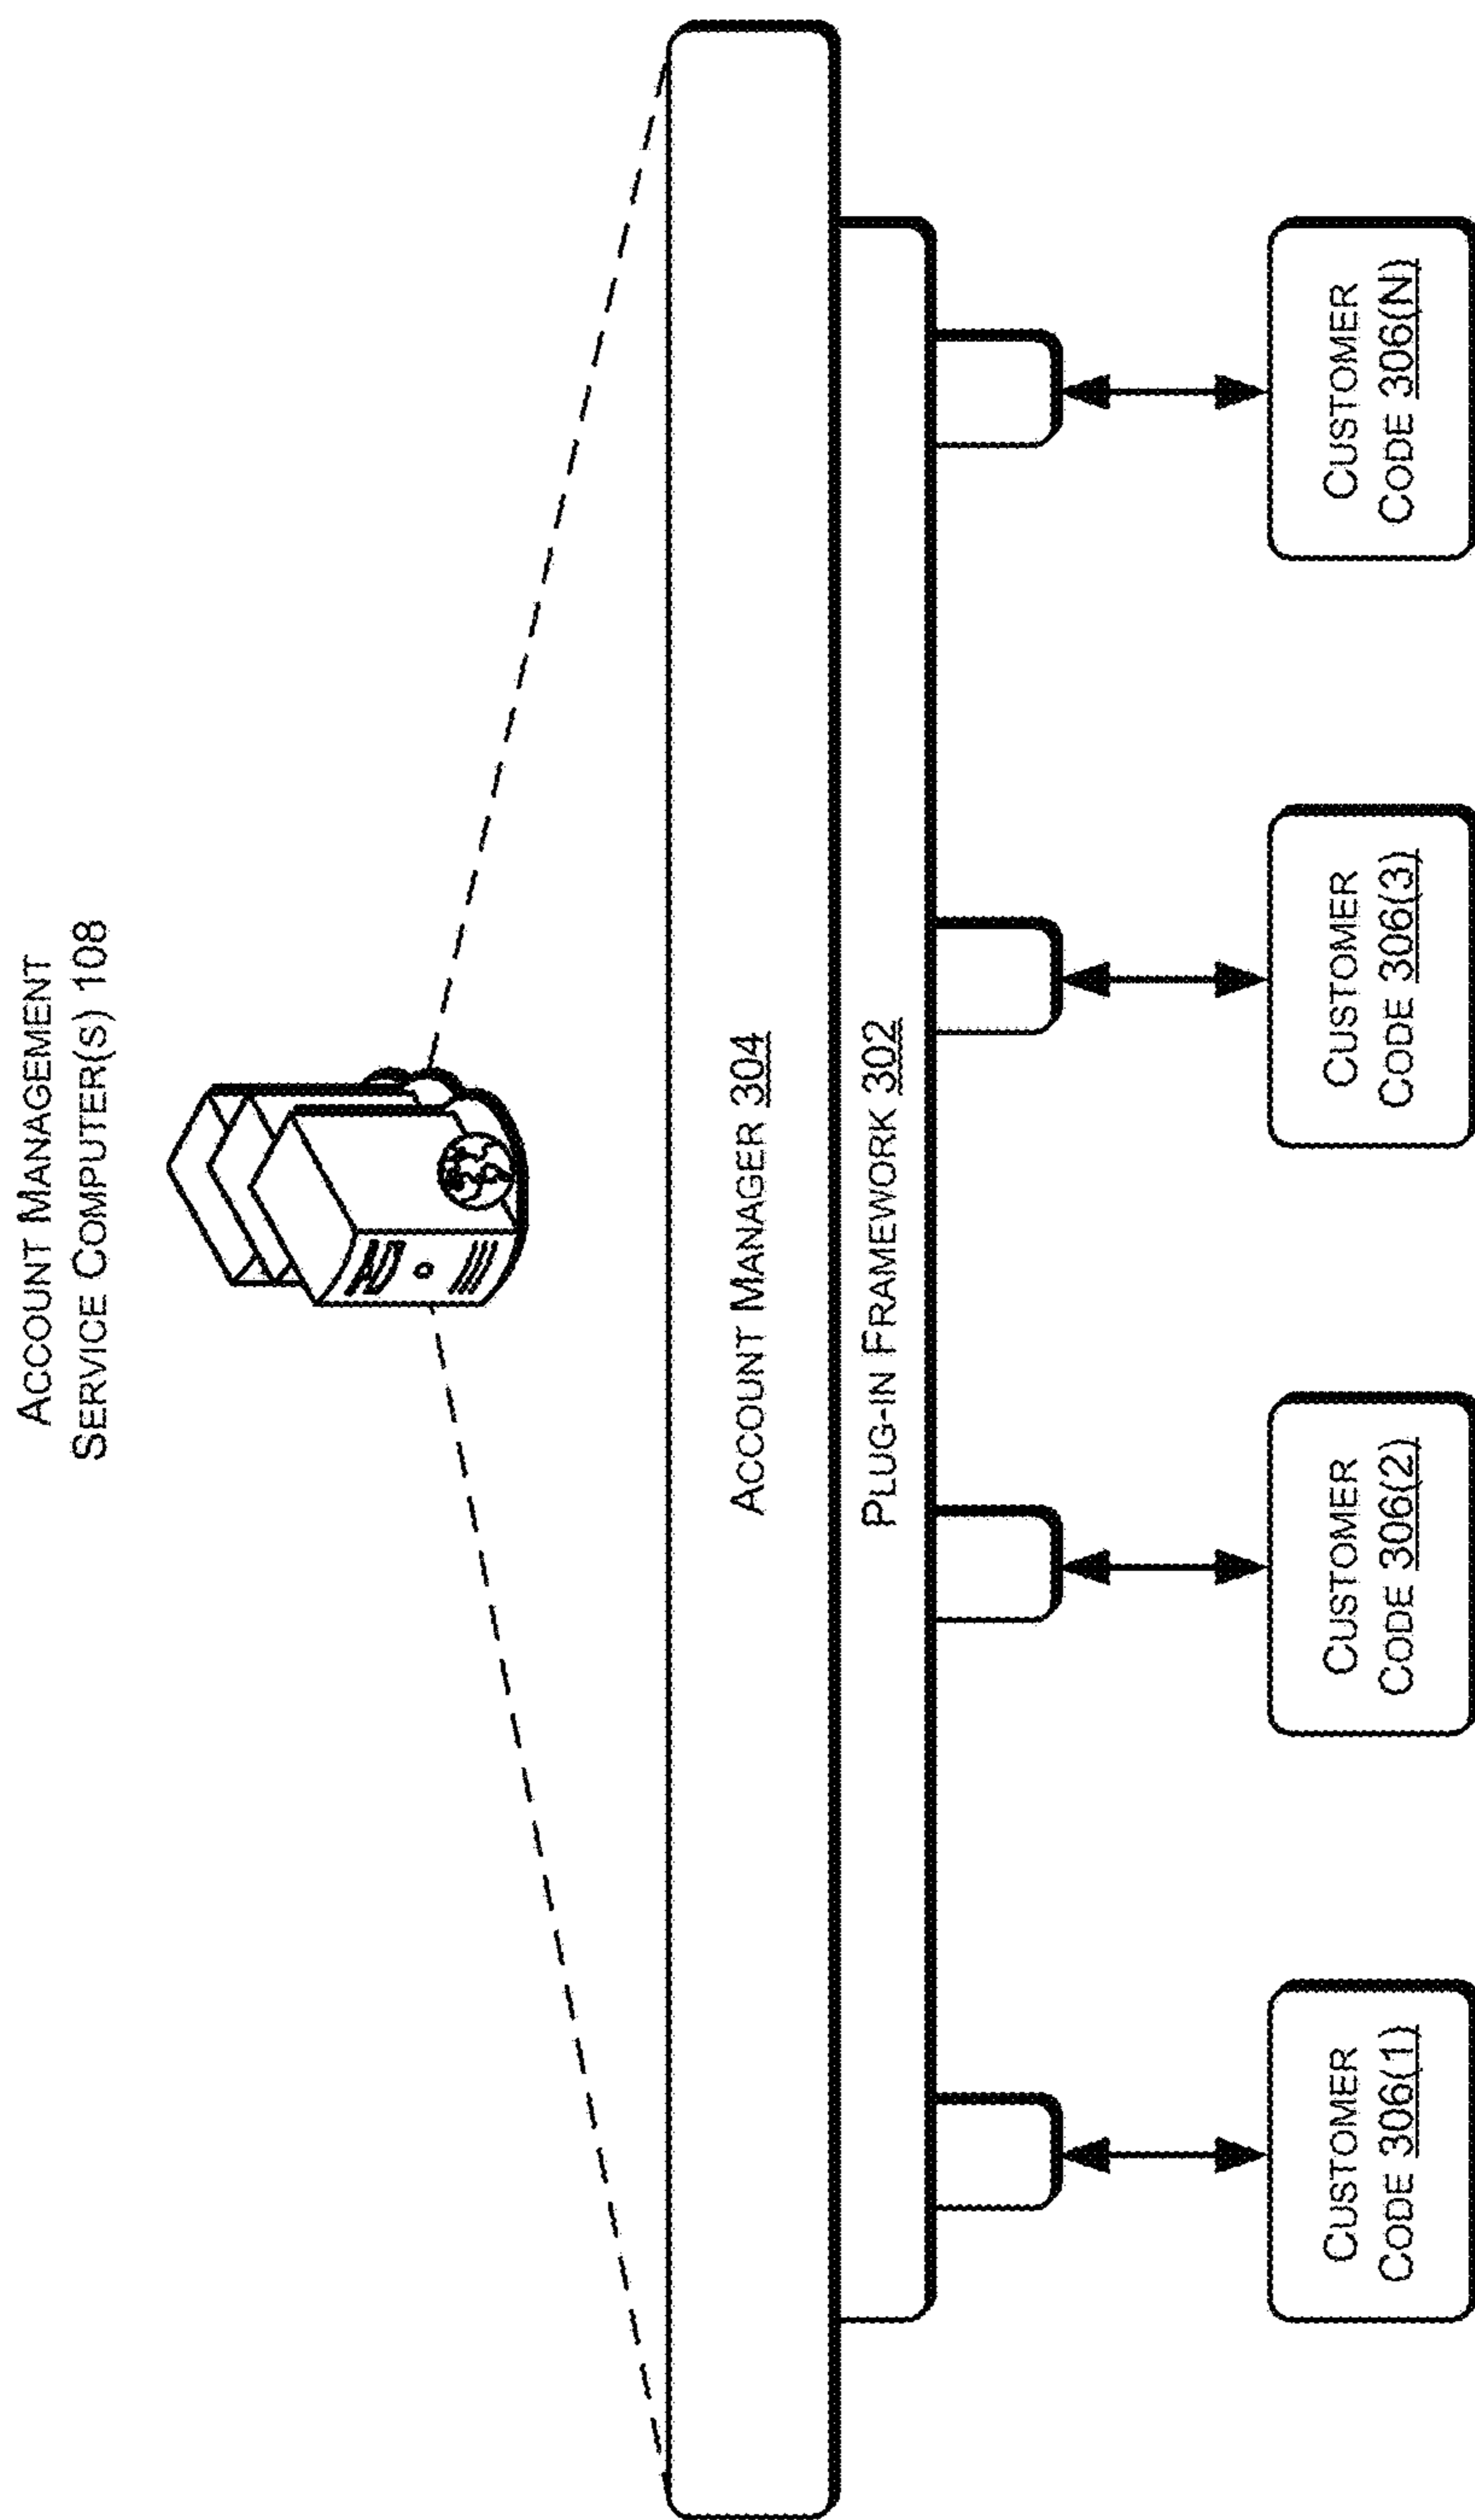 ACCOUNT MANAGEMENT
SERVICE COMPUTER(S) 108
ACCOUNT MANAGER 304
PLUG-IN FRAMEWORK 302
CUSTOMER
CODE 306(1)
CUSTOMER
CODE 306(2)
CUSTOMER
CODE 306(3)
CUSTOMER
CODE 306(N)